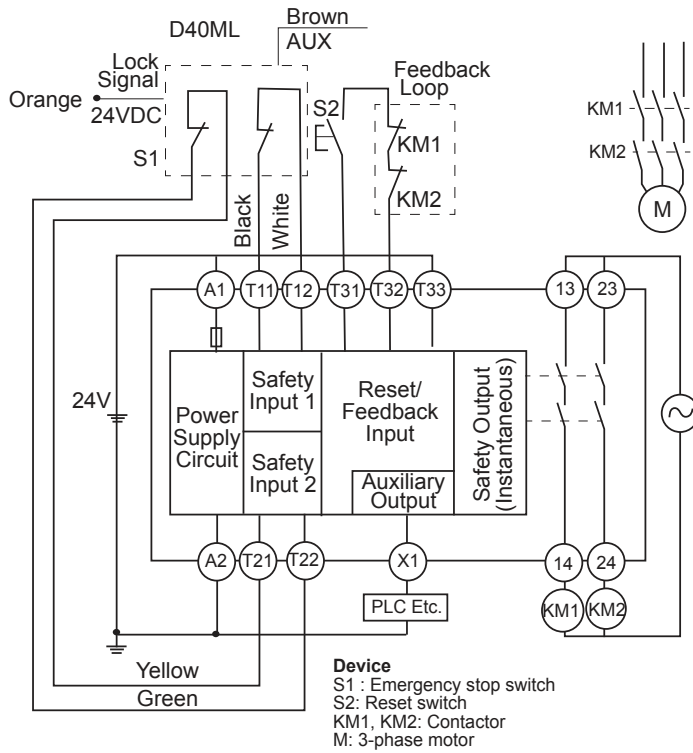 D40ML
Brown
AUX
Lock
Signal
Orange
24VDC
S1
S2
Feedback
Loop
KM1
KM2
Black
White
KM1
KM2
M
A1
T11
T12
T31
T32
T33
13
23
24V
Power
Supply
Circuit
Safety
Input 1
Safety
Input 2
Reset/
Feedback
Input
Auxiliary
Output
Safety Output
(Instantaneous)
A2
T21
T22
X1
14
24
PLC Etc.
KM1
KM2
Yellow
Green
Device
S1 : Emergency stop switch
S2: Reset switch
KM1, KM2: Contactor
M: 3-phase motor